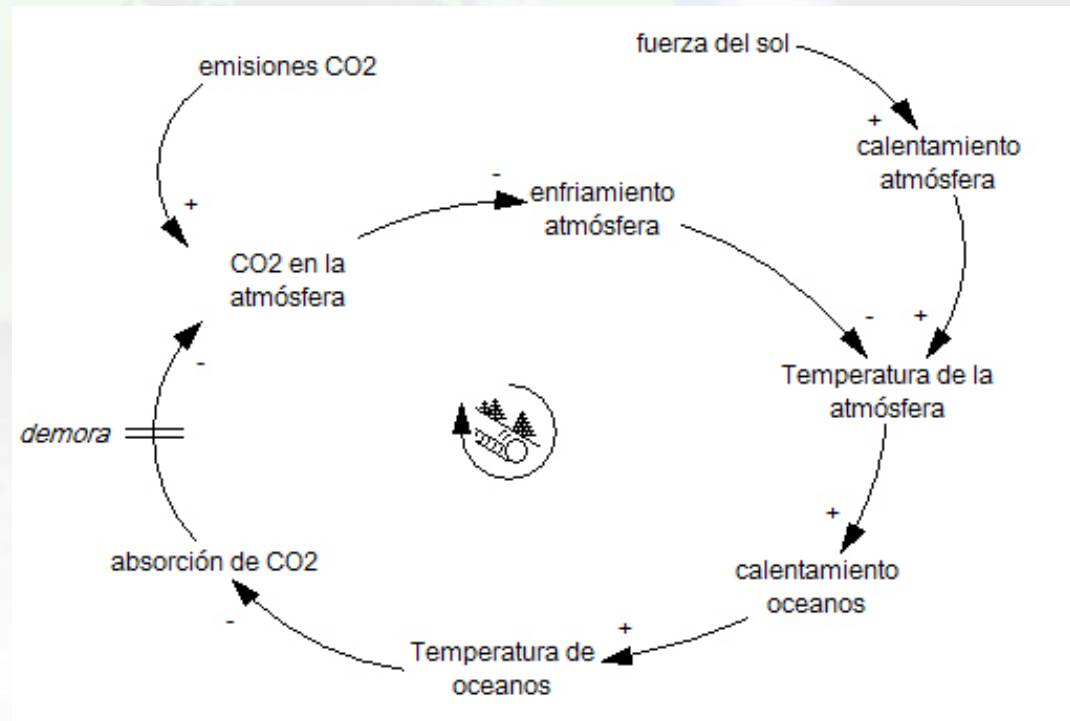 fuerza del sol
emisiones CO2
+
+
calentamiento
atmósfera
-
enfriamiento
atmósfera
+
CO2 en la
atmósfera
-
+
-
Temperatura de la
atmósfera
demora
+
absorción de CO2
calentamiento
oceanos
-
+
Temperatura de
oceanos